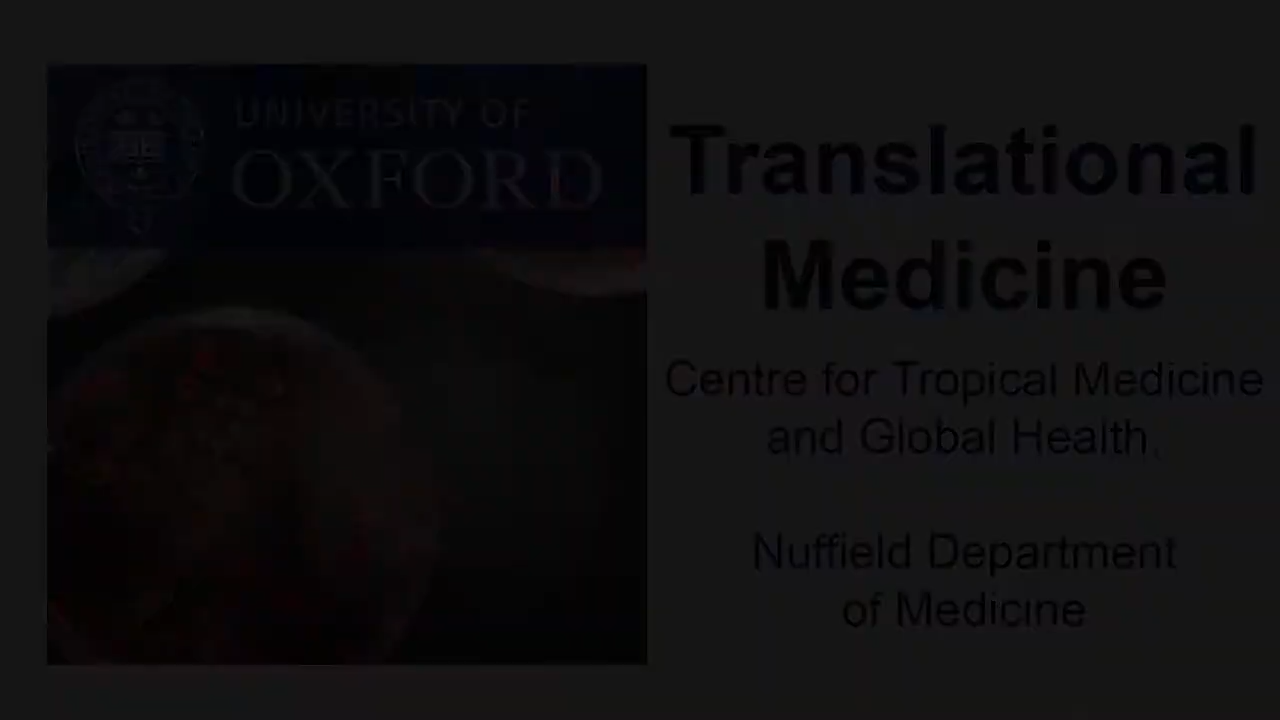 UNIVERSITY OF
OXFORD
Translational
Medicine
Centre for Tropical Medicine
and Global Health
Nuffield Department
of Medicine